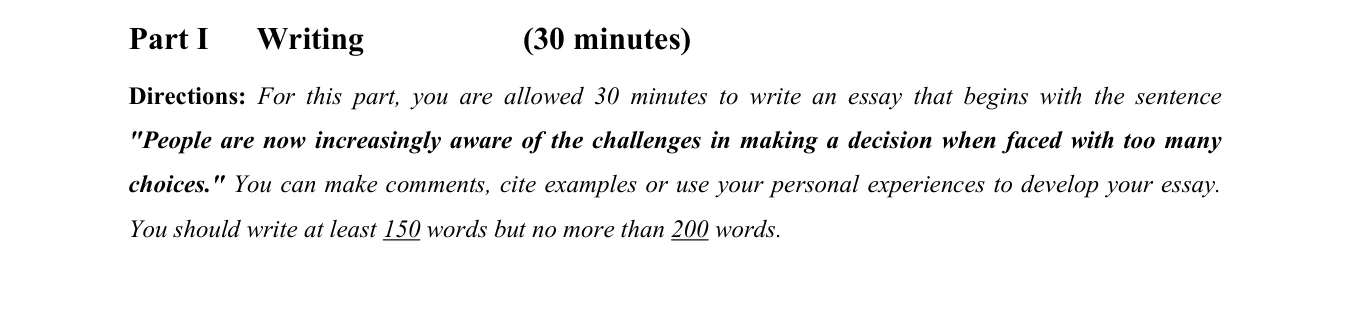 Part I Writing (30 minutes)
Directions: For this part, you are allowed 30 minutes to write an essay that begins with the sentence
"People are now increasingly aware of the challenges in making a decision when faced with too many
choices." You can make comments, cite examples or use your personal experiences to develop your essay.
You should write at least 150 words but no more than 200 words.